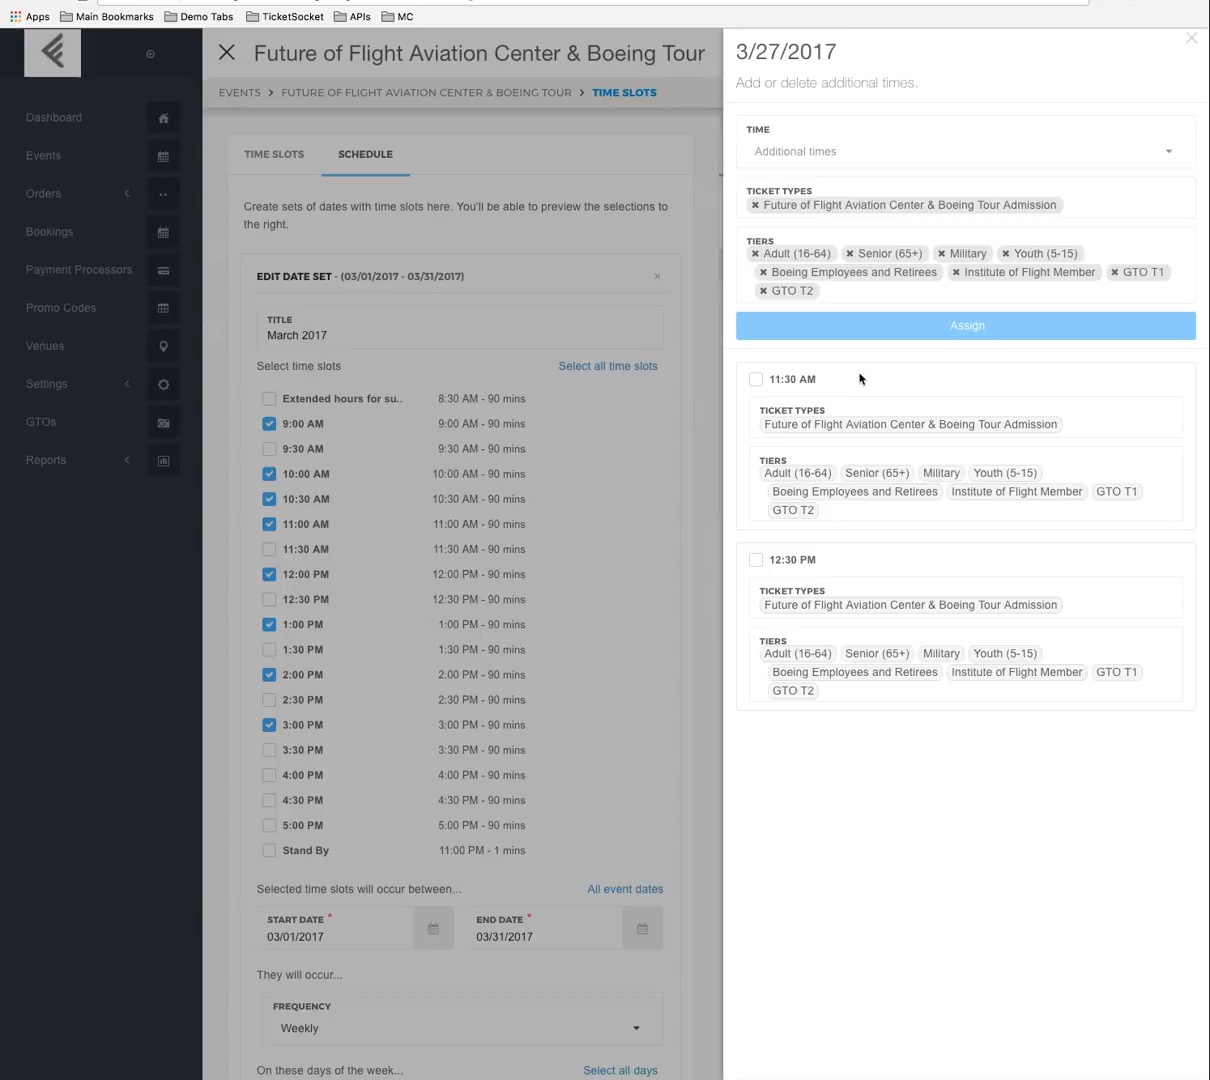 Apps Main Bookmarks Demo Tabs TicketSocket APIs MC
Future of Flight Aviation Center & Boeing Tour
EVENTS > FUTURE OF FLIGHT AVIATION CENTER & BOEING TOUR > TIME SLOTS
Dashboard
Events
Orders
Bookings
Payment Processors
Promo Codes
Venues
Settings
GTOs
Reports
TIME SLOTS SCHEDULE
Create sets of dates with time slots here. You'll be able to preview the selections to
the right.
EDIT DATE SET - (03/01/2017 - 03/31/2017)
TITLE
March 2017
Select time slots Select all time slots
Extended hours for su.. 8:30 AM - 90 mins
9:00 AM 9:00 AM - 90 mins
9:30 AM 9:30 AM - 90 mins
10:00 AM 10:00 AM - 90 mins
10:30 AM 10:30 AM - 90 mins
11:00 AM 11:00 AM - 90 mins
11:30 AM 11:30 AM - 90 mins
12:00 PM 12:00 PM - 90 mins
12:30 PM 12:30 PM - 90 mins
1:00 PM 1:00 PM - 90 mins
1:30 PM 1:30 PM - 90 mins
2:00 PM 2:00 PM - 90 mins
2:30 PM 2:30 PM - 90 mins
3:00 PM 3:00 PM - 90 mins
3:30 PM 3:30 PM - 90 mins
4:00 PM 4:00 PM - 90 mins
4:30 PM 4:30 PM - 90 mins
5:00 PM 5:00 PM - 90 mins
Stand By 11:00 PM - 1 mins
Selected time slots will occur between... All event dates
START DATE * END DATE *
03/01/2017 03/31/2017
They will occur...
FREQUENCY
Weekly
On these days of the week... Select all days
3/27/2017
Add or delete additional times.
TIME
Additional times
TICKET TYPES
Future of Flight Aviation Center & Boeing Tour Admission
TIERS
Adult (16-64) Senior (65+) Military Youth (5-15)
Boeing Employees and Retirees Institute of Flight Member GTO T1
GTO T2
Assign
11:30 AM
TICKET TYPES
Future of Flight Aviation Center & Boeing Tour Admission
TIERS
Adult (16-64) Senior (65+) Military Youth (5-15)
Boeing Employees and Retirees Institute of Flight Member GTO T1
GTO T2
12:30 PM
TICKET TYPES
Future of Flight Aviation Center & Boeing Tour Admission
TIERS
Adult (16-64) Senior (65+) Military Youth (5-15)
Boeing Employees and Retirees Institute of Flight Member GTO T1
GTO T2